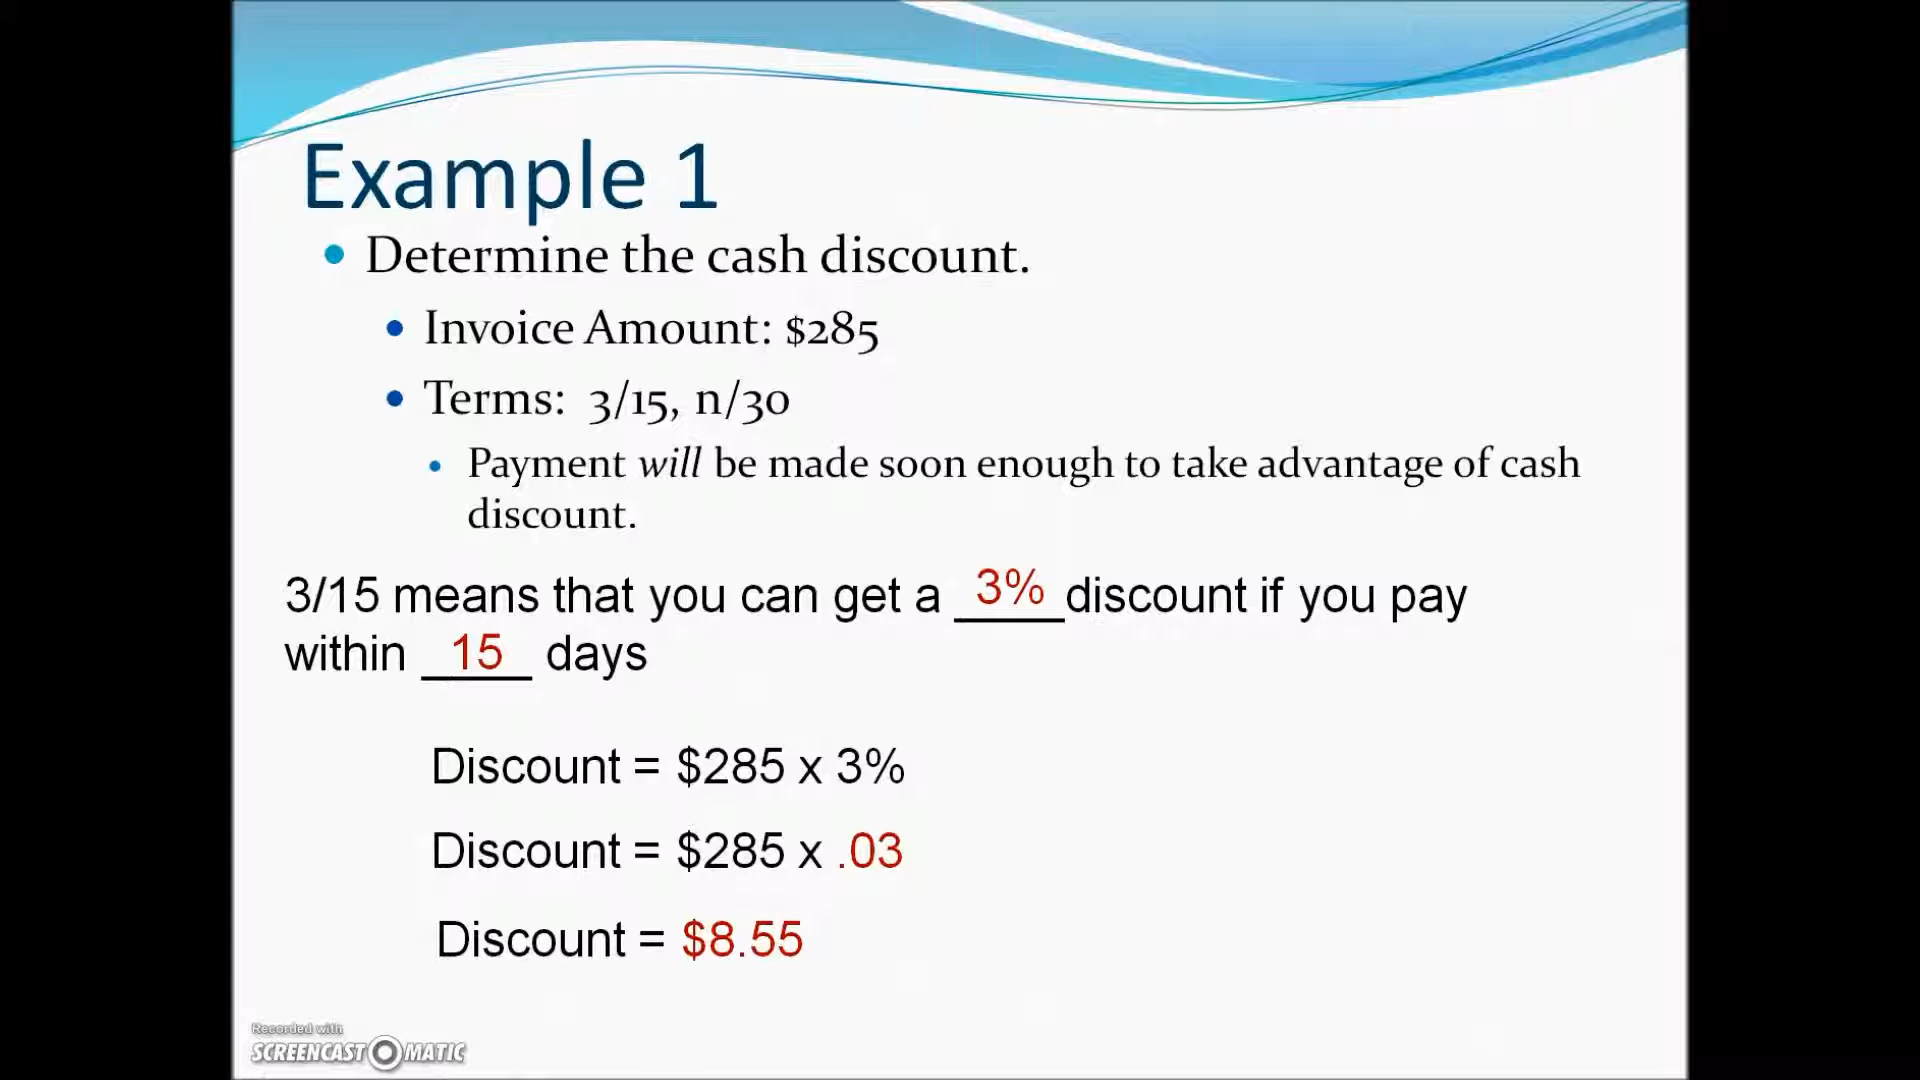 Example 1
Determine the cash discount.
Invoice Amount: $285
Terms: 3/15, n/30
Payment will be made soon enough to take advantage of cash
discount.
3/15 means that you can get a 3% discount if you pay
within 15 days
Discount = $285 x 3%
Discount = $285 x .03
Discount = $8.55
Recorded with
SCREENCAST O MATIC